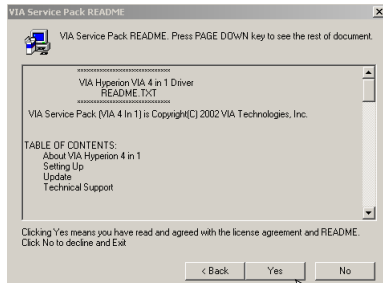 VIA Service Pack README
VIA Service Pack README. Press PAGE DOWN key to see the rest of document.
VIA Hyperion VIA 4 in 1 Driver
README.TXT
VIA Service Pack (VIA 4 In 1) is Copyright(C) 2002 VIA Technologies, Inc.
TABLE OF CONTENTS:
About VIA Hyperion 4 in 1
Setting Up
Update
Technical Support
Clicking Yes means you have read and agreed with the license agreement and README.
Click No to decline and Exit
< Back
Yes
No